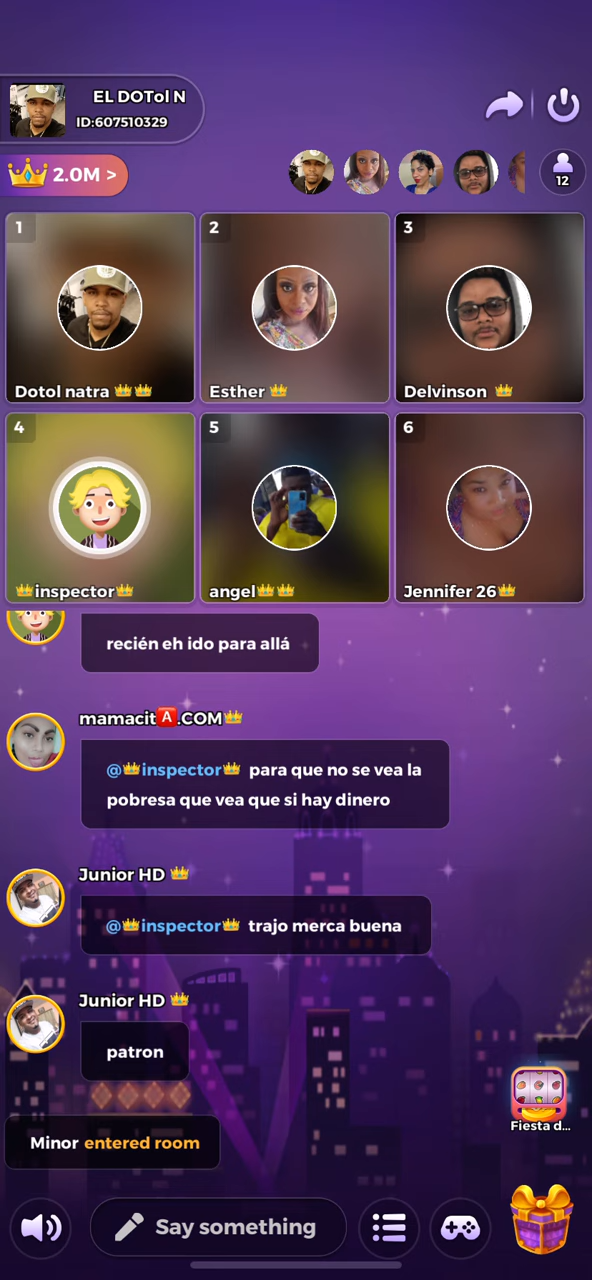 EL DOTol N
ID:607510329
2.0M >
12
1
2
3
Dotol natra 👑👑
Esther 👑
Delvinson 👑
4
5
6
👑inspector👑
angel👑👑
Jennifer 26👑
recién eh ido para allá
mamacit🅰.COM👑
@👑inspector👑 para que no se vea la
pobresa que vea que si hay dinero
Junior HD 👑
@👑inspector👑 trajo merca buena
Junior HD 👑
patron
Fiesta d...
Minor entered room
Say something